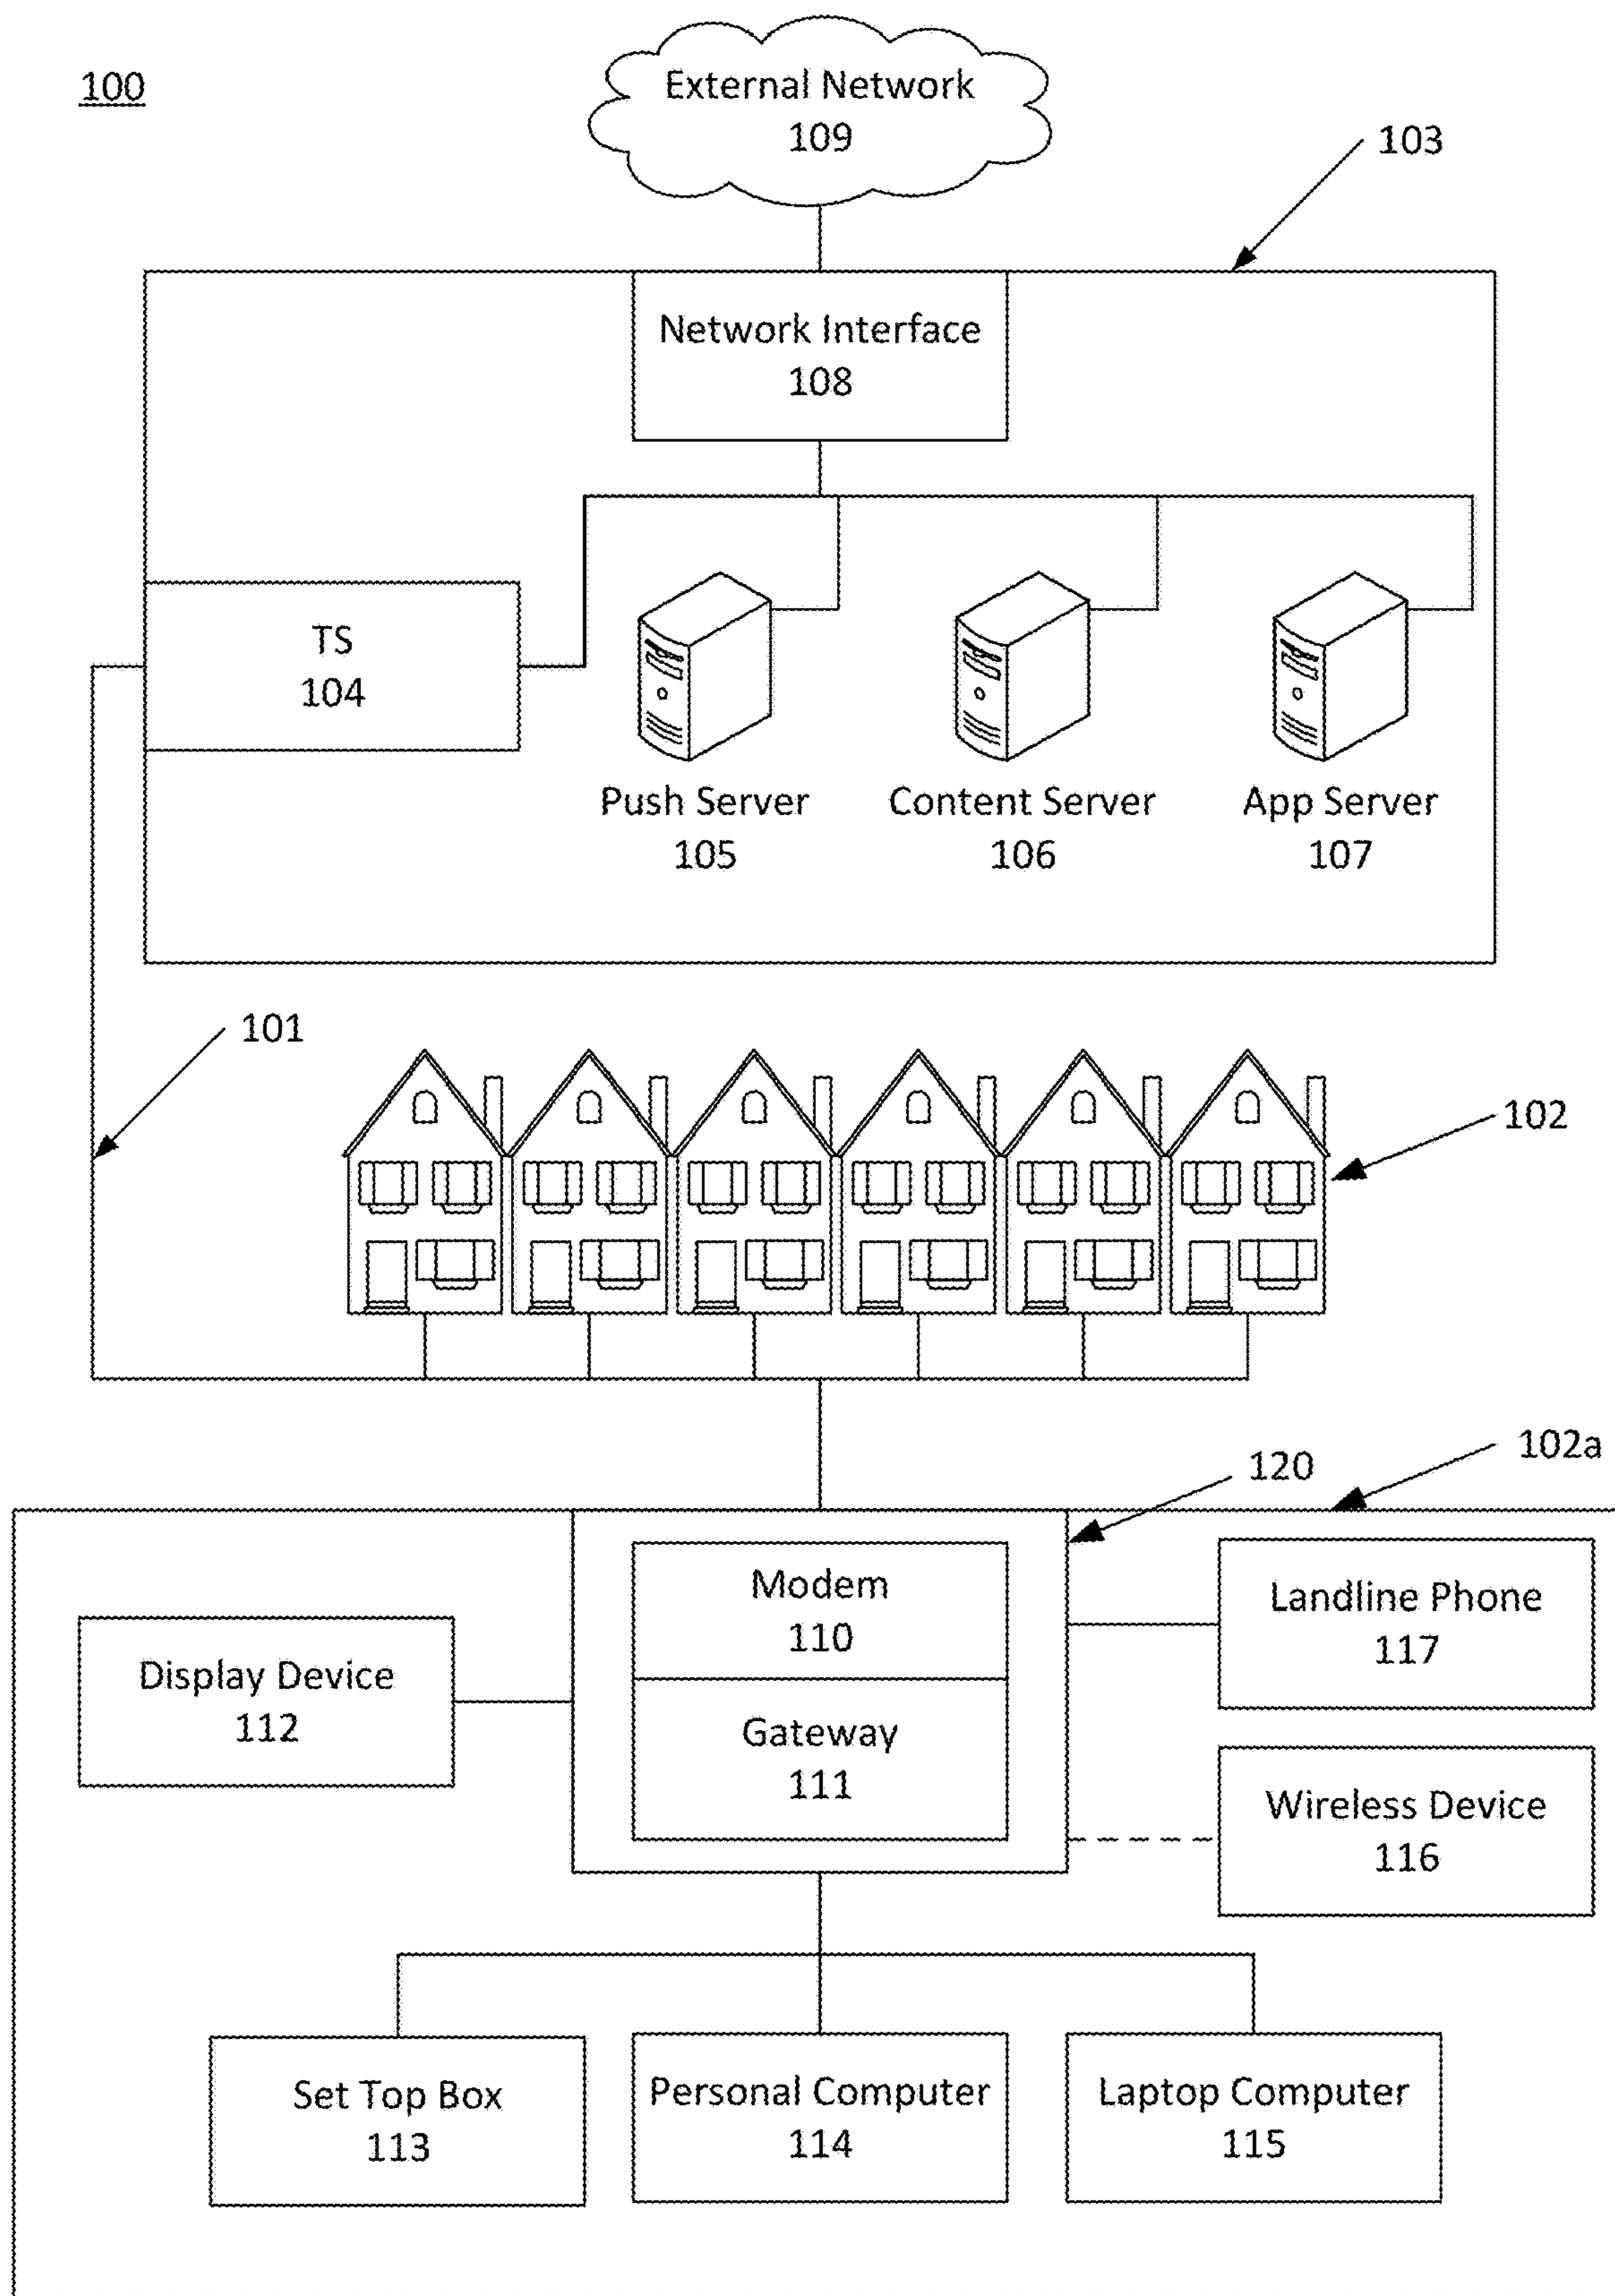 100
External Network
109
103
Network Interface
108
TS
104
Push Server
105
Content Server
106
App Server
107
101
102
102a
120
Modem
110
Gateway
111
Display Device
112
Landline Phone
117
Wireless Device
116
Set Top Box
113
Personal Computer
114
Laptop Computer
115